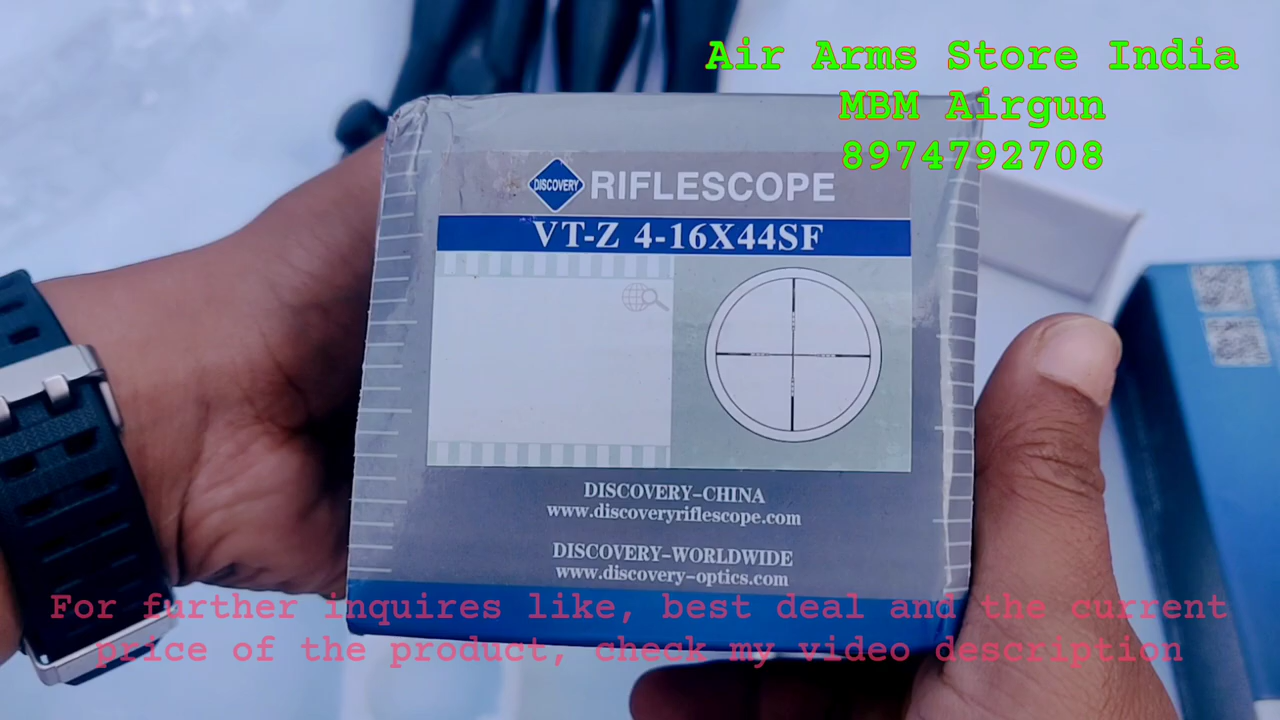 Air Arms Store India
MBM Airgun
8974792708
DISCOVERY RIFLESCOPE
VT-Z 4-16X44SF
DISCOVERY-CHINA
www.discoveryriflescope.com
DISCOVERY-WORLDWIDE
www.discovery-optics.com
For further inquires like, best deal and the current
price of the product, check my video description